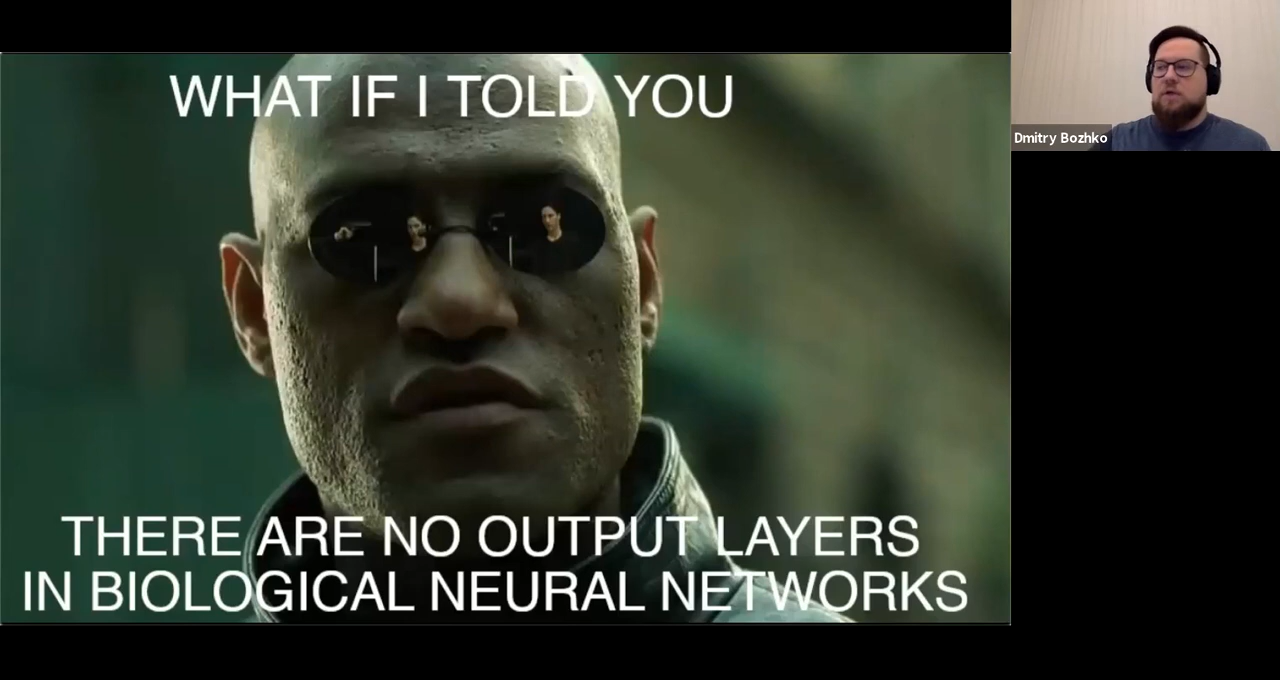 WHAT IF I TOLD YOU
Dmitry Bozhko
THERE ARE NO OUTPUT LAYERS
IN BIOLOGICAL NEURAL NETWORKS